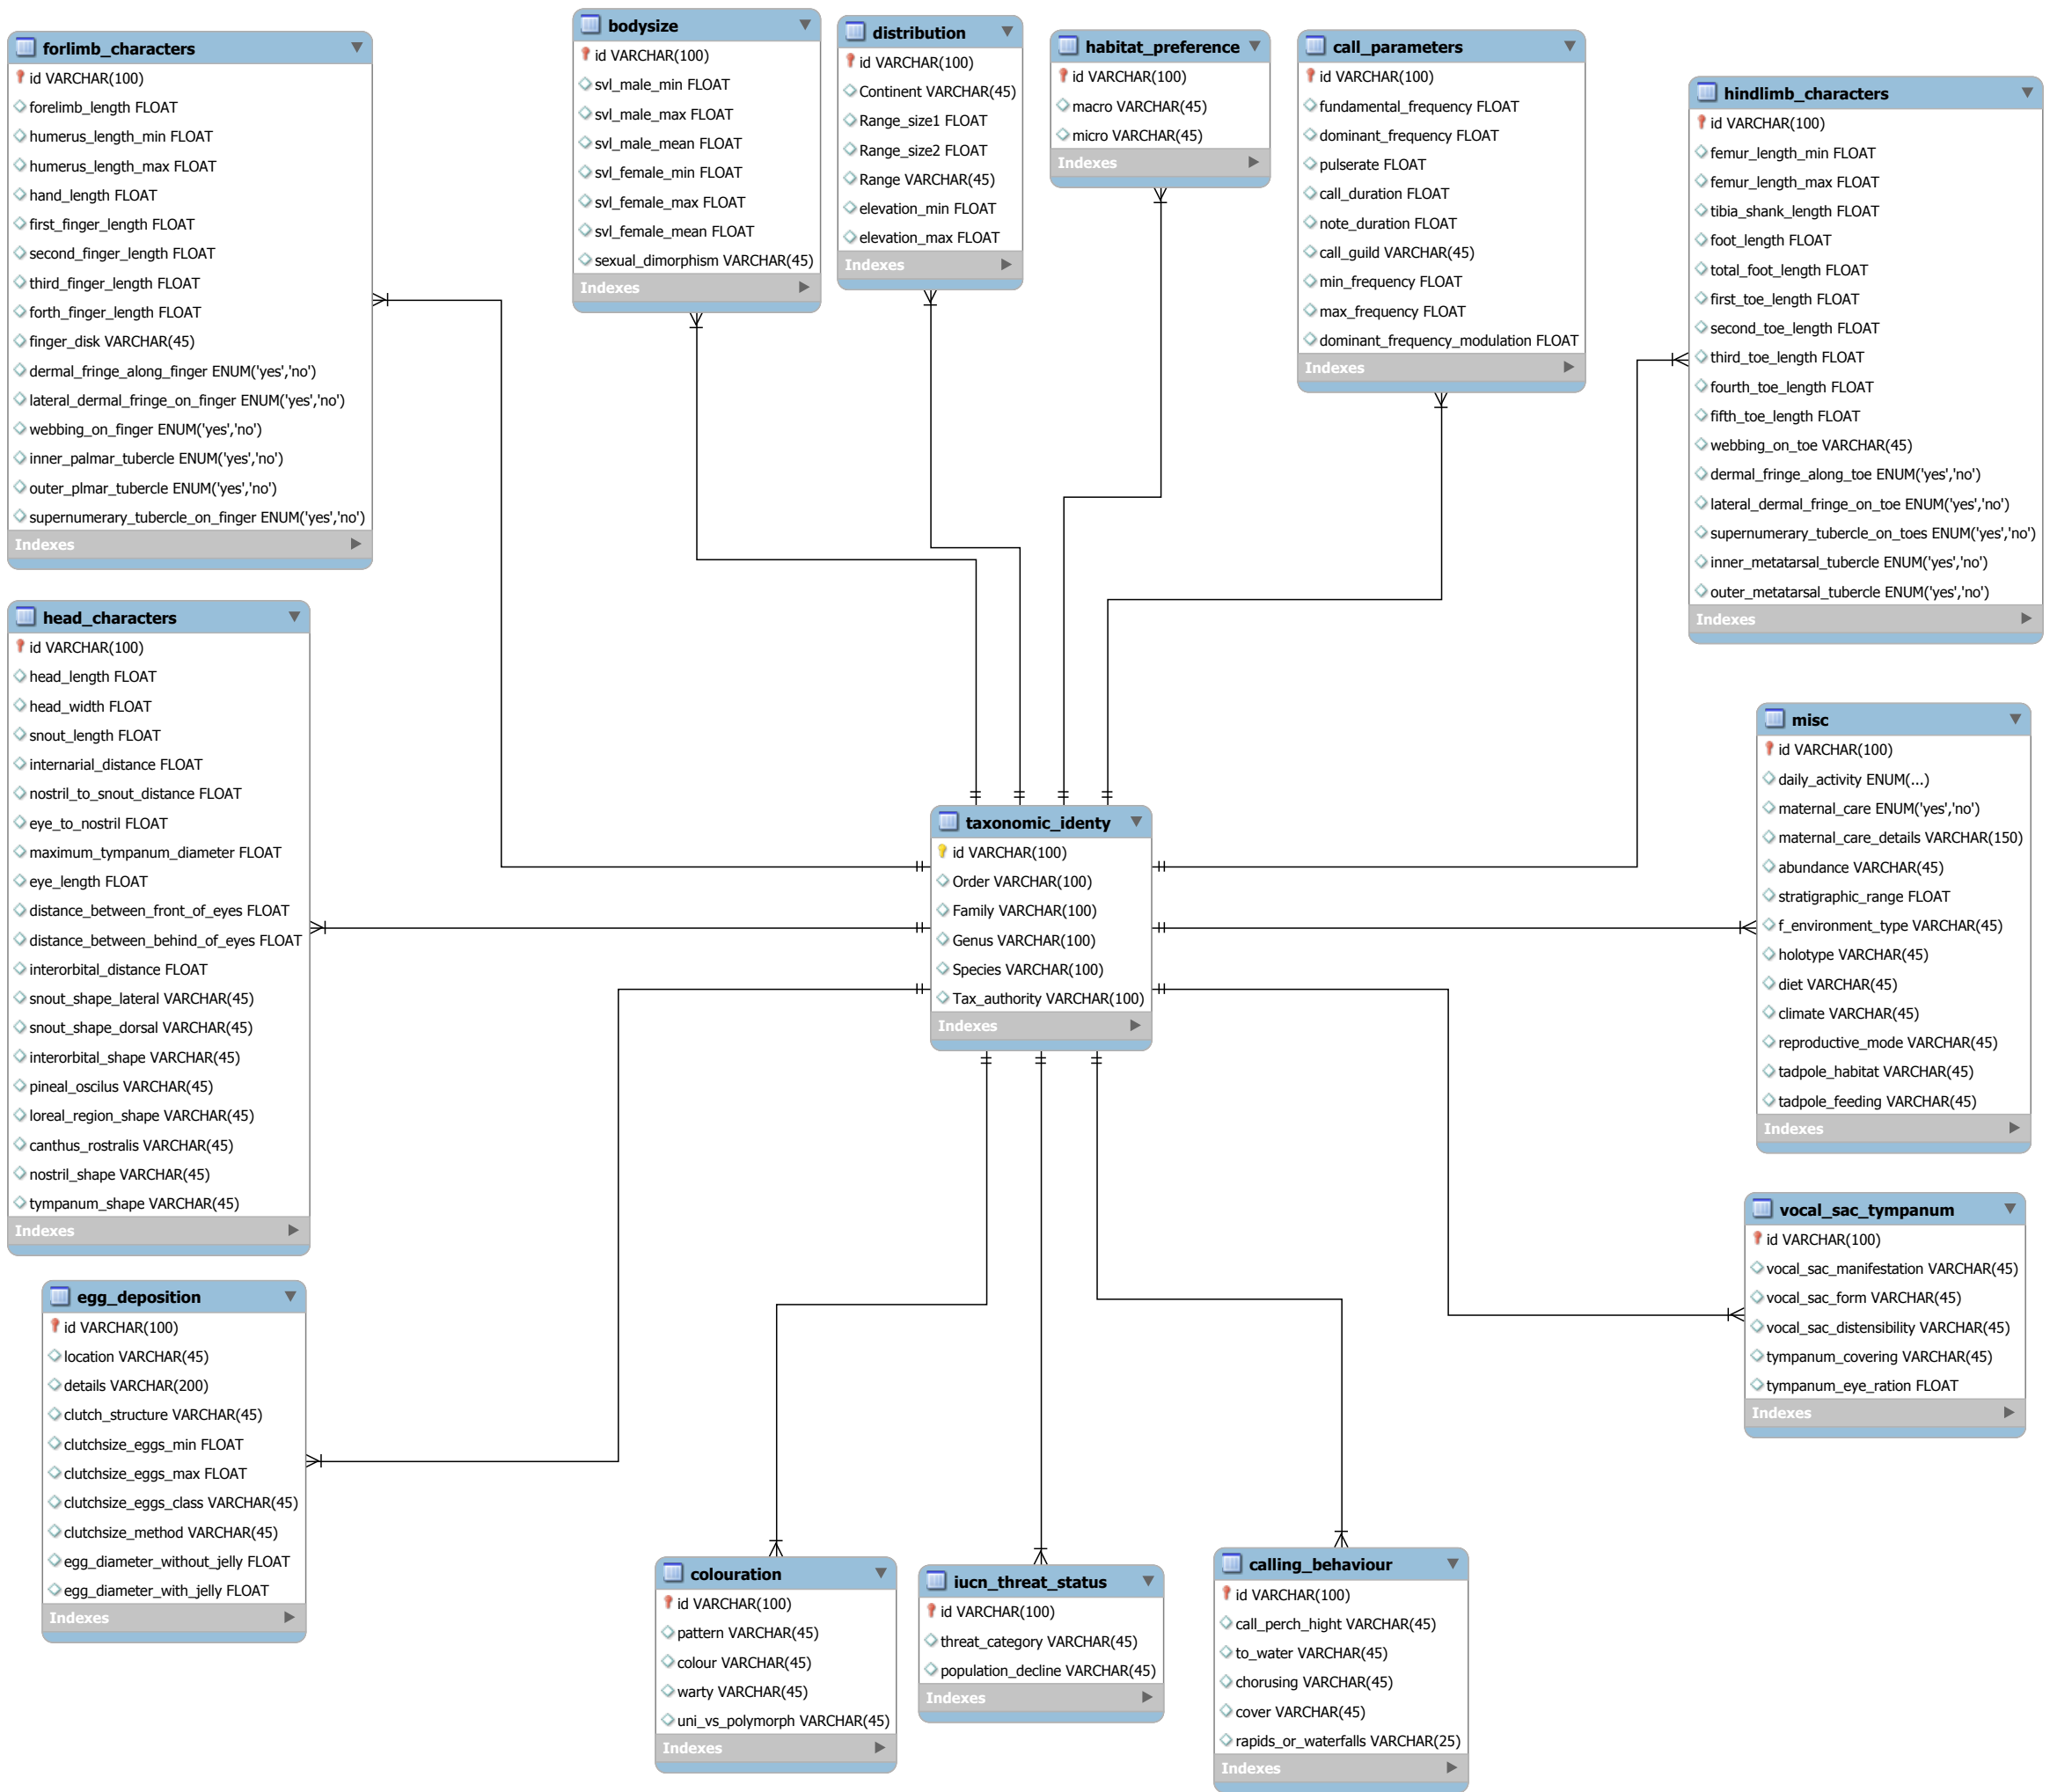 forlimb_characters
id VARCHAR(100)
forelimb_length FLOAT
humerus_length_min FLOAT
humerus_length_max FLOAT
hand_length FLOAT
first_finger_length FLOAT
second_finger_length FLOAT
third_finger_length FLOAT
forth_finger_length FLOAT
finger_disk VARCHAR(45)
dermal_fringe_along_finger ENUM('yes','no')
lateral_dermal_fringe_on_finger ENUM('yes','no')
webbing_on_finger ENUM('yes','no')
inner_palmar_tubercle ENUM('yes','no')
outer_plmar_tubercle ENUM('yes','no')
supernumerary_tubercle_on_finger ENUM('yes','no')
Indexes
bodysize
id VARCHAR(100)
svl_male_min FLOAT
svl_male_max FLOAT
svl_male_mean FLOAT
svl_female_min FLOAT
svl_female_max FLOAT
svl_female_mean FLOAT
sexual_dimorphism VARCHAR(45)
Indexes
distribution
id VARCHAR(100)
Continent VARCHAR(45)
Range_size1 FLOAT
Range_size2 FLOAT
Range VARCHAR(45)
elevation_min FLOAT
elevation_max FLOAT
Indexes
habitat_preference
id VARCHAR(100)
macro VARCHAR(45)
micro VARCHAR(45)
Indexes
call_parameters
id VARCHAR(100)
fundamental_frequency FLOAT
dominant_frequency FLOAT
pulserate FLOAT
call_duration FLOAT
note_duration FLOAT
call_guild VARCHAR(45)
min_frequency FLOAT
max_frequency FLOAT
dominant_frequency_modulation FLOAT
Indexes
hindlimb_characters
id VARCHAR(100)
femur_length_min FLOAT
femur_length_max FLOAT
tibia_shank_length FLOAT
foot_length FLOAT
total_foot_length FLOAT
first_toe_length FLOAT
second_toe_length FLOAT
third_toe_length FLOAT
fourth_toe_length FLOAT
fifth_toe_length FLOAT
webbing_on_toe VARCHAR(45)
dermal_fringe_along_toe ENUM('yes','no')
lateral_dermal_fringe_on_toe ENUM('yes','no')
supernumerary_tubercle_on_toes ENUM('yes','no')
inner_metatarsal_tubercle ENUM('yes','no')
outer_metatarsal_tubercle ENUM('yes','no')
Indexes
head_characters
id VARCHAR(100)
head_length FLOAT
head_width FLOAT
snout_length FLOAT
internarial_distance FLOAT
nostril_to_snout_distance FLOAT
eye_to_nostril FLOAT
maximum_tympanum_diameter FLOAT
eye_length FLOAT
distance_between_front_of_eyes FLOAT
distance_between_behind_of_eyes FLOAT
interorbital_distance FLOAT
snout_shape_lateral VARCHAR(45)
snout_shape_dorsal VARCHAR(45)
interorbital_shape VARCHAR(45)
pineal_oscilus VARCHAR(45)
loreal_region_shape VARCHAR(45)
canthus_rostralis VARCHAR(45)
nostril_shape VARCHAR(45)
tympanum_shape VARCHAR(45)
Indexes
taxonomic_identy
id VARCHAR(100)
Order VARCHAR(100)
Family VARCHAR(100)
Genus VARCHAR(100)
Species VARCHAR(100)
Tax_authority VARCHAR(100)
Indexes
misc
id VARCHAR(100)
daily_activity ENUM(...)
maternal_care ENUM('yes','no')
maternal_care_details VARCHAR(150)
abundance VARCHAR(45)
stratigraphic_range FLOAT
f_environment_type VARCHAR(45)
holotype VARCHAR(45)
diet VARCHAR(45)
climate VARCHAR(45)
reproductive_mode VARCHAR(45)
tadpole_habitat VARCHAR(45)
tadpole_feeding VARCHAR(45)
Indexes
vocal_sac_tympanum
id VARCHAR(100)
vocal_sac_manifestation VARCHAR(45)
vocal_sac_form VARCHAR(45)
vocal_sac_distensibility VARCHAR(45)
tympanum_covering VARCHAR(45)
tympanum_eye_ration FLOAT
Indexes
egg_deposition
id VARCHAR(100)
location VARCHAR(45)
details VARCHAR(200)
clutch_structure VARCHAR(45)
clutchsize_eggs_min FLOAT
clutchsize_eggs_max FLOAT
clutchsize_eggs_class VARCHAR(45)
clutchsize_method VARCHAR(45)
egg_diameter_without_jelly FLOAT
egg_diameter_with_jelly FLOAT
Indexes
colouration
id VARCHAR(100)
pattern VARCHAR(45)
colour VARCHAR(45)
warty VARCHAR(45)
uni_vs_polymorph VARCHAR(45)
Indexes
iucn_threat_status
id VARCHAR(100)
threat_category VARCHAR(45)
population_decline VARCHAR(45)
Indexes
calling_behaviour
id VARCHAR(100)
call_perch_hight VARCHAR(45)
to_water VARCHAR(45)
chorusing VARCHAR(45)
cover VARCHAR(45)
rapids_or_waterfalls VARCHAR(25)
Indexes